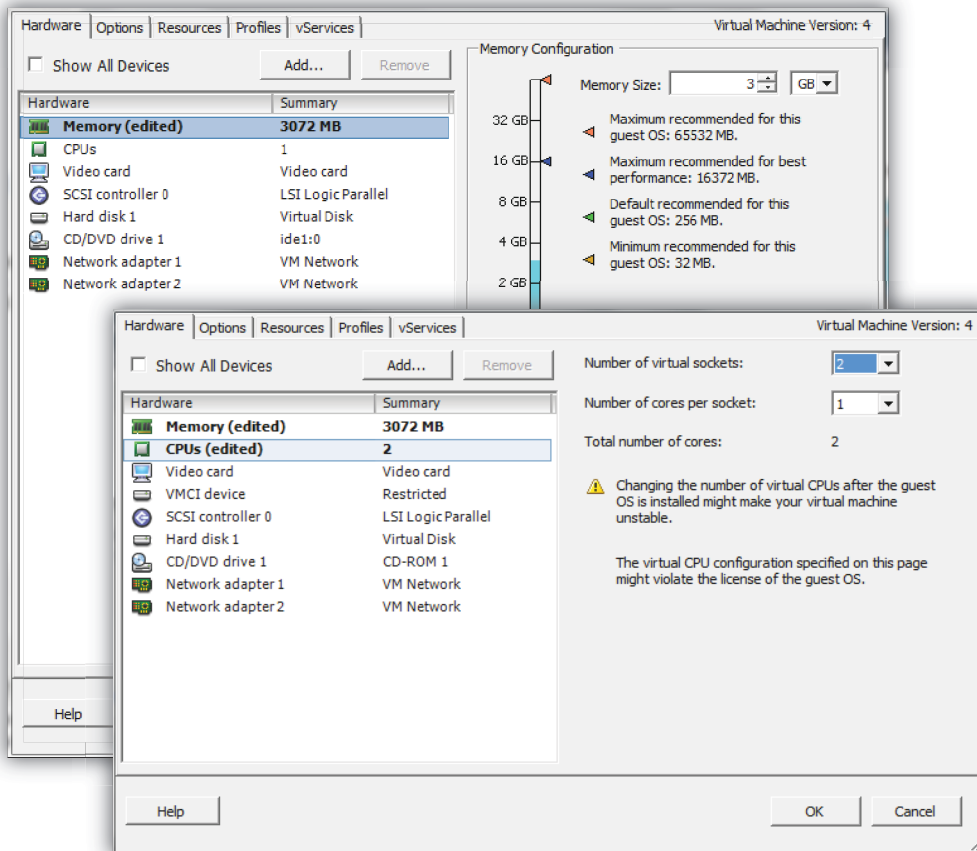 Hardware Options Resources Profiles vServices Virtual Machine Version: 4
Show All Devices Add... Remove
Hardware Summary
Memory (edited) 3072 MB
CPUs 1
Video card Video card
SCSI controller 0 LSI Logic Parallel
Hard disk 1 Virtual Disk
CD/DVD drive 1 ide1:0
Network adapter 1 VM Network
Network adapter 2 VM Network
Memory Configuration
Memory Size: 3 GB
32 GB
16 GB
8 GB
4 GB
2 GB
Maximum recommended for this
guest OS: 65532 MB.
Maximum recommended for best
performance: 16372 MB.
Default recommended for this
guest OS: 256 MB.
Minimum recommended for this
guest OS: 32 MB.
Help
Hardware Options Resources Profiles vServices Virtual Machine Version: 4
Show All Devices Add... Remove
Hardware Summary
Memory (edited) 3072 MB
CPUs (edited) 2
Video card Video card
VMCI device Restricted
SCSI controller 0 LSI Logic Parallel
Hard disk 1 Virtual Disk
CD/DVD drive 1 CD-ROM 1
Network adapter 1 VM Network
Network adapter 2 VM Network
Number of virtual sockets: 2
Number of cores per socket: 1
Total number of cores: 2
Changing the number of virtual CPUs after the guest
OS is installed might make your virtual machine
unstable.
The virtual CPU configuration specified on this page
might violate the license of the guest OS.
Help OK Cancel